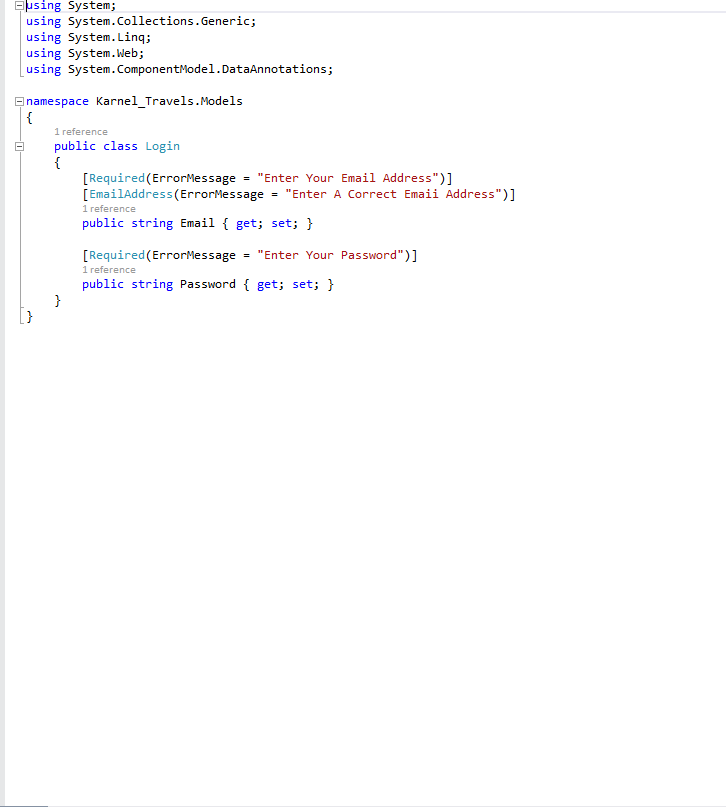 using System;
using System.Collections.Generic;
using System.Linq;
using System.Web;
using System.ComponentModel.DataAnnotations;
namespace Karnel_Travels.Models
{
1 reference
public class Login
{
[Required(ErrorMessage = "Enter Your Email Address")]
[EmailAddress(ErrorMessage = "Enter A Correct Emaii Address")]
1 reference
public string Email { get; set; }
[Required(ErrorMessage = "Enter Your Password")]
1 reference
public string Password { get; set; }
}
}